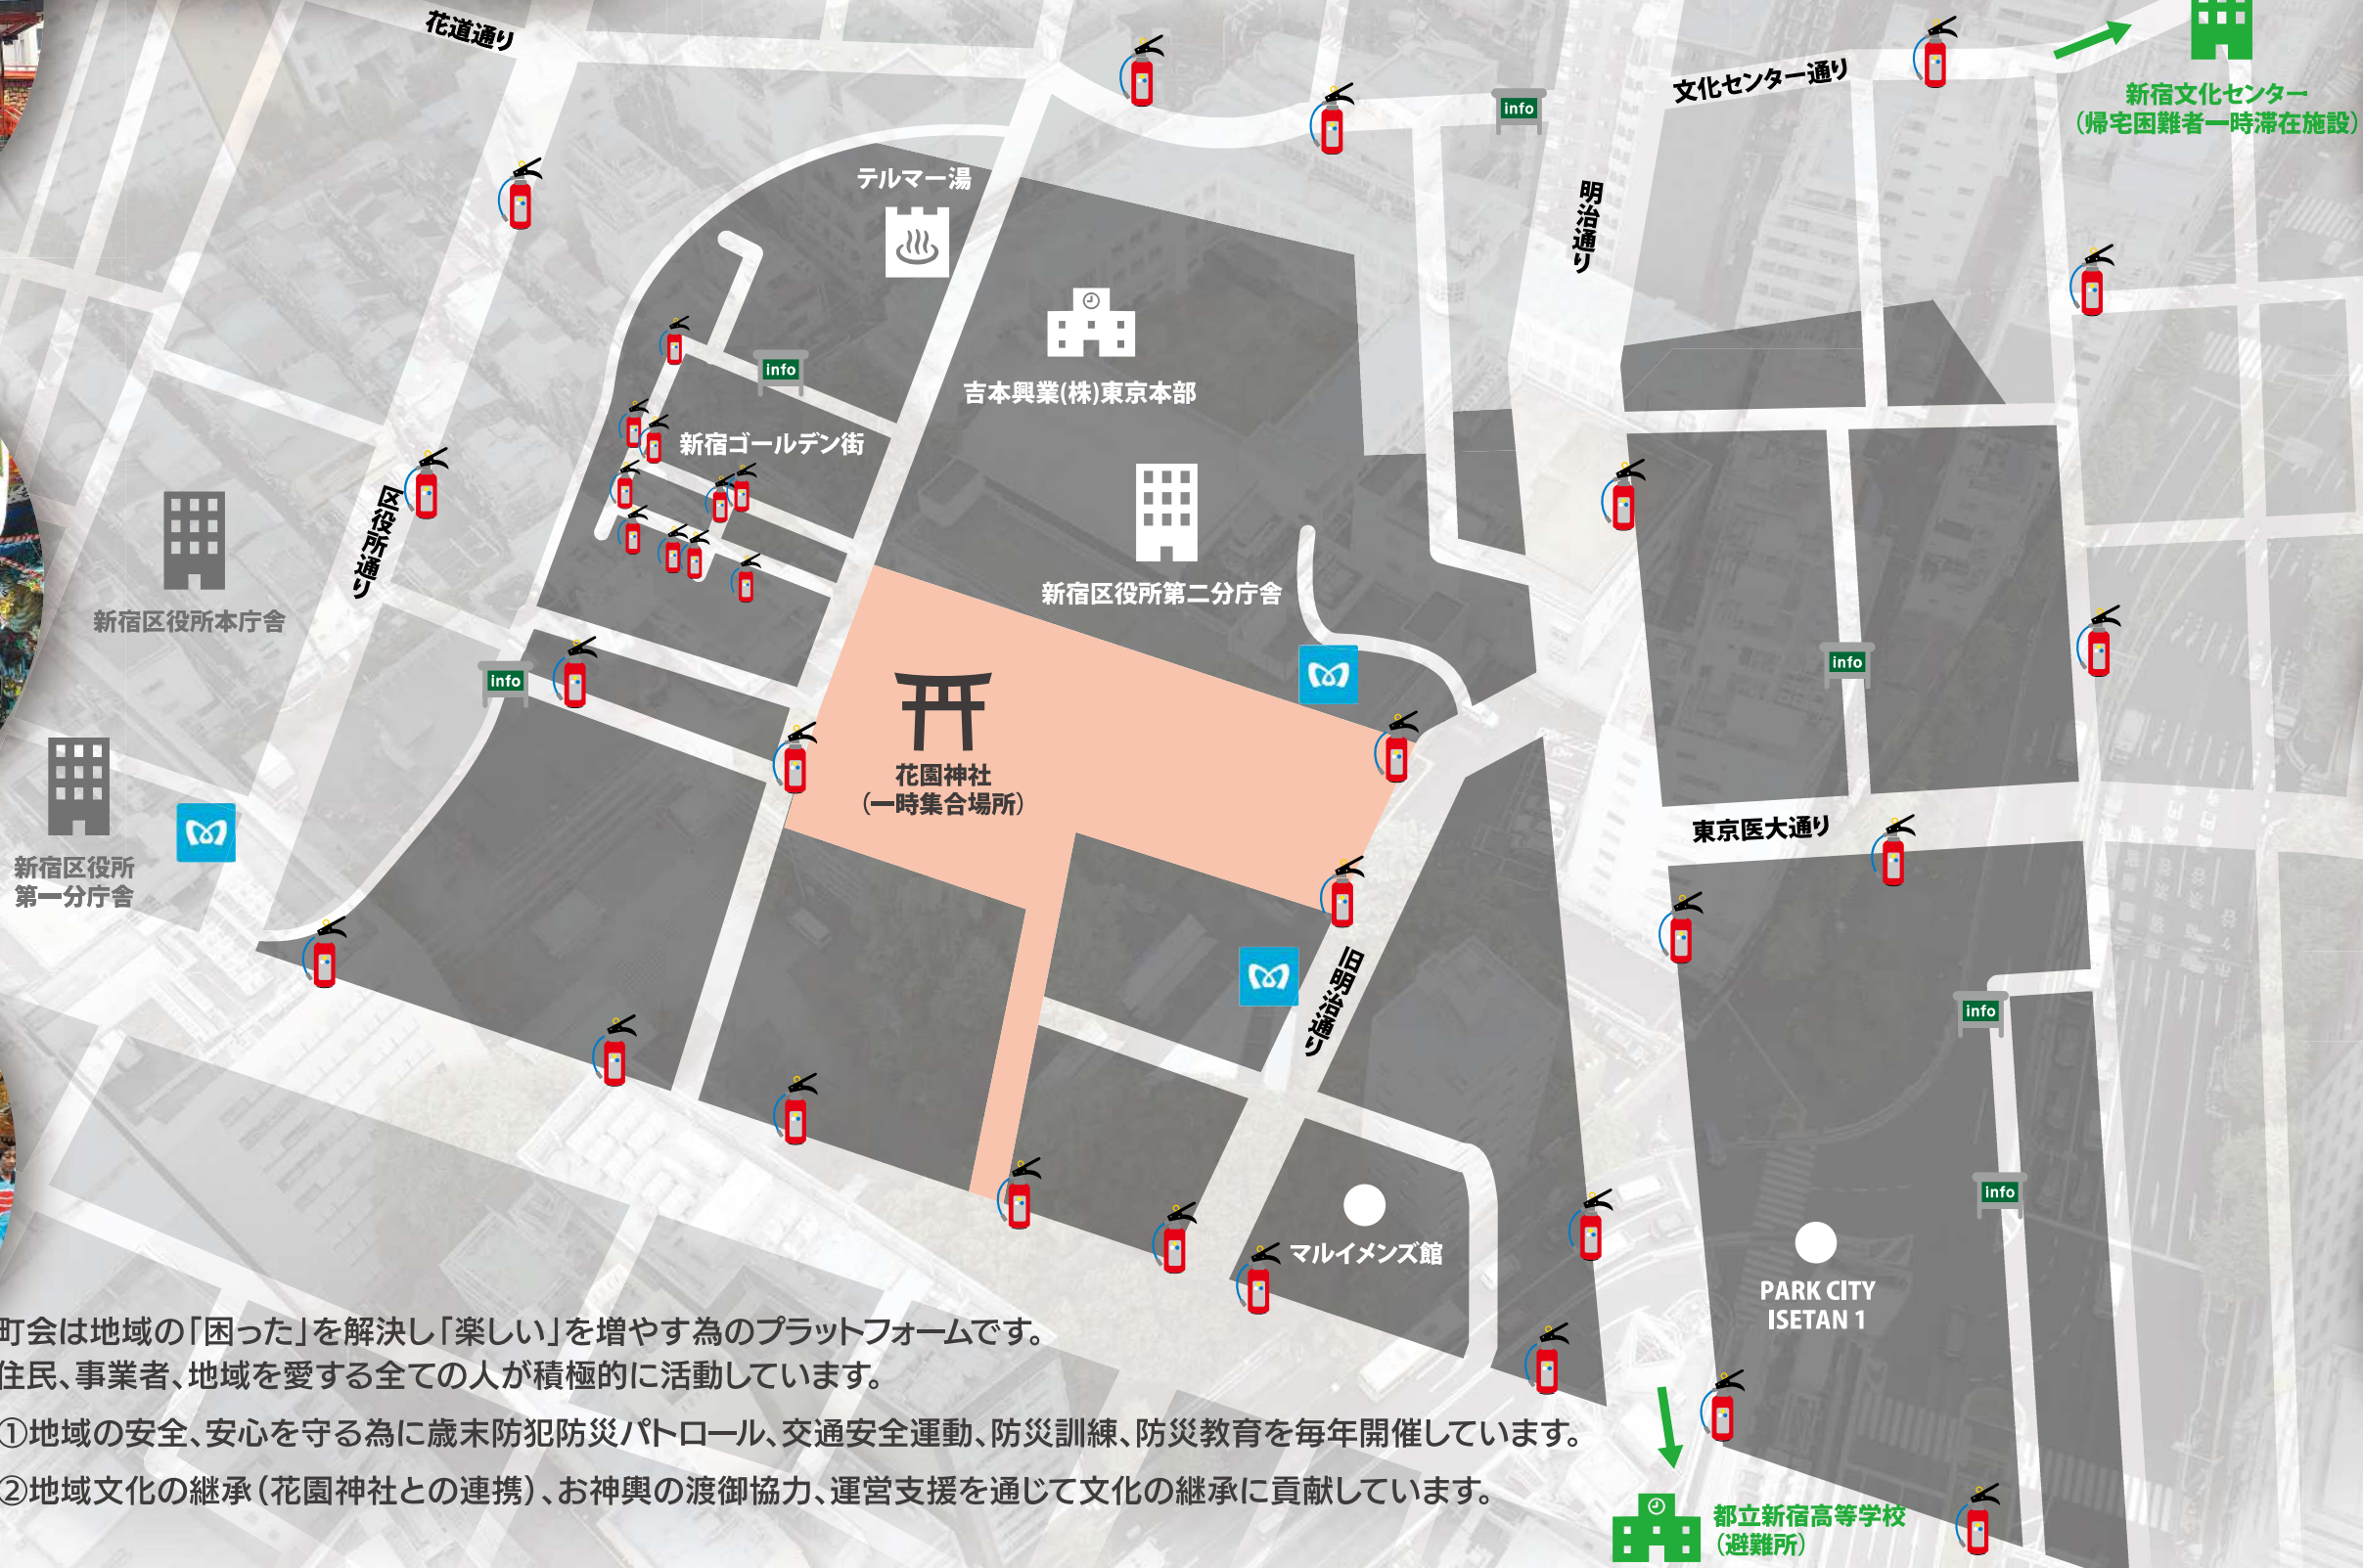 花道通り
文化センター通り
新宿文化センター
（帰宅困難者一時滞在施設）
info
テルマー湯
明治通り
吉本興業(株)東京本部
info
新宿ゴールデン街
区役所通り
新宿区役所本庁舎
新宿区役所第二分庁舎
info
info
花園神社
（一時集合場所）
新宿区役所
第一分庁舎
東京医大通り
旧明治通り
info
info
マルイメンズ館
PARK CITY
ISETAN 1
町会は地域の「困った」を解決し「楽しい」を増やす為のプラットフォームです。
住民、事業者、地域を愛する全ての人が積極的に活動しています。
①地域の安全、安心を守る為に歳末防犯防災パトロール、交通安全運動、防災訓練、防災教育を毎年開催しています。
②地域文化の継承（花園神社との連携）、お神輿の渡御協力、運営支援を通じて文化の継承に貢献しています。
都立新宿高等学校
（避難所）